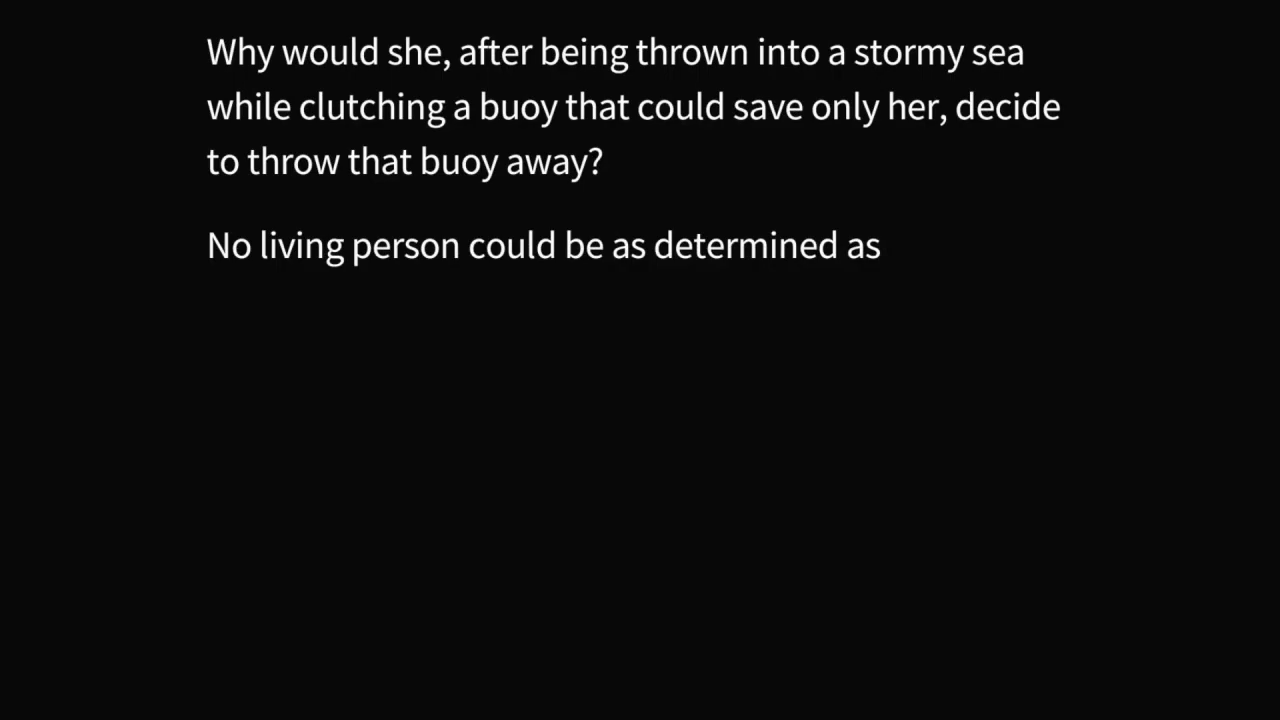 Why would she, after being thrown into a stormy sea
while clutching a buoy that could save only her, decide
to throw that buoy away?
No living person could be as determined as